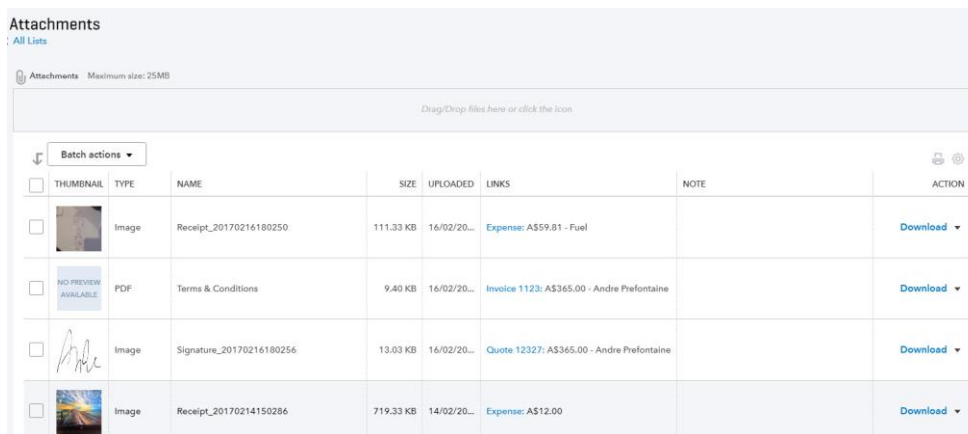 Attachments
All Lists
Attachments Maximum size: 25MB
Drag/Drop files here or click the icon
Batch actions
THUMBNAIL TYPE NAME SIZE UPLOADED LINKS NOTE ACTION
Image Receipt_20170216180250 111.33 KB 16/02/20... Expense: A$59.81 - Fuel Download
NO PREVIEW AVAILABLE PDF Terms & Conditions 9.40 KB 16/02/20... Invoice 1123: A$365.00 - Andre Prefontaine Download
Image Signature_20170216180256 13.03 KB 16/02/20... Quote 12327: A$365.00 - Andre Prefontaine Download
Image Receipt_20170214150286 719.33 KB 14/02/20... Expense: A$12.00 Download